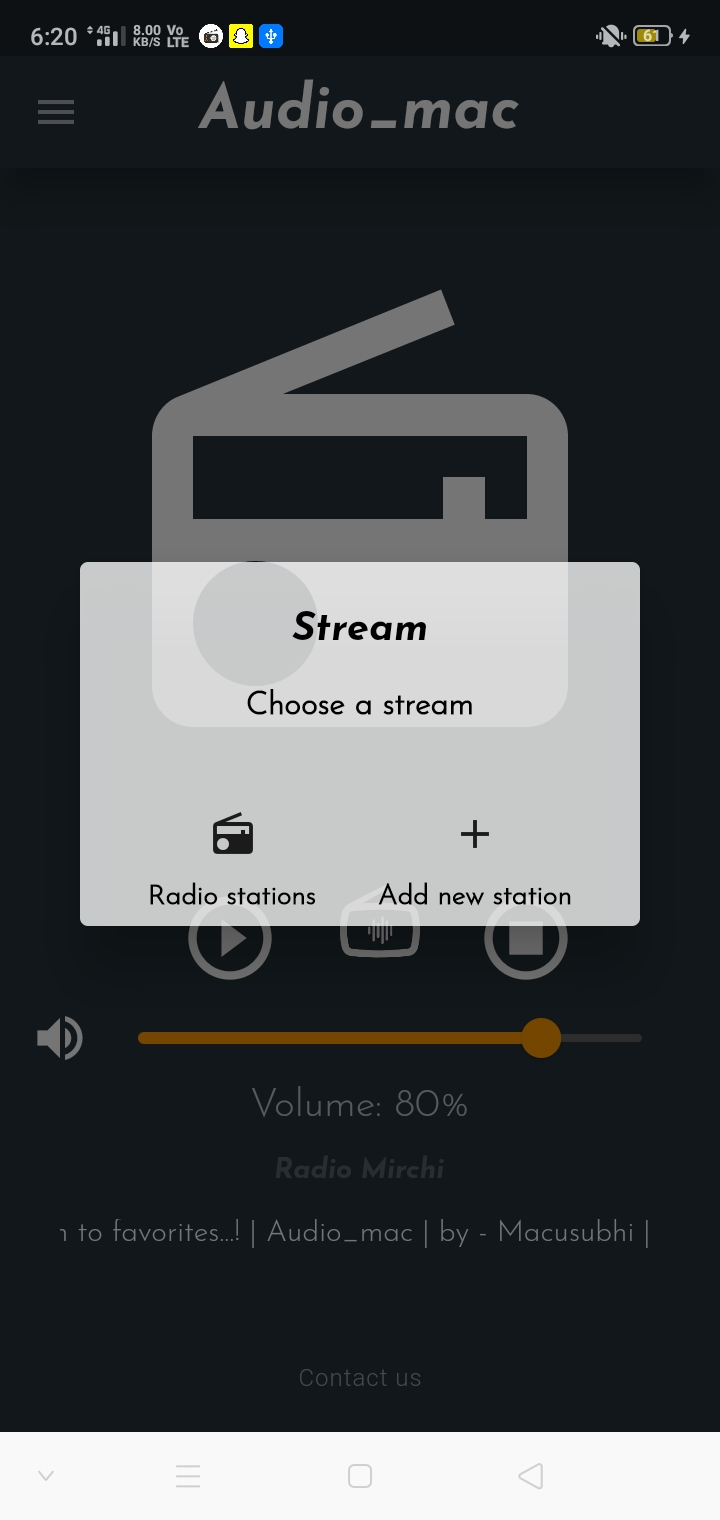 6:20 4G 8.00 KB/S Vo LTE 61
Audio_mac
Stream
Choose a stream
Radio stations Add new station
Volume: 80%
Radio Mirchi
to favorites...! | Audio_mac | by - Macusubhi |
Contact us